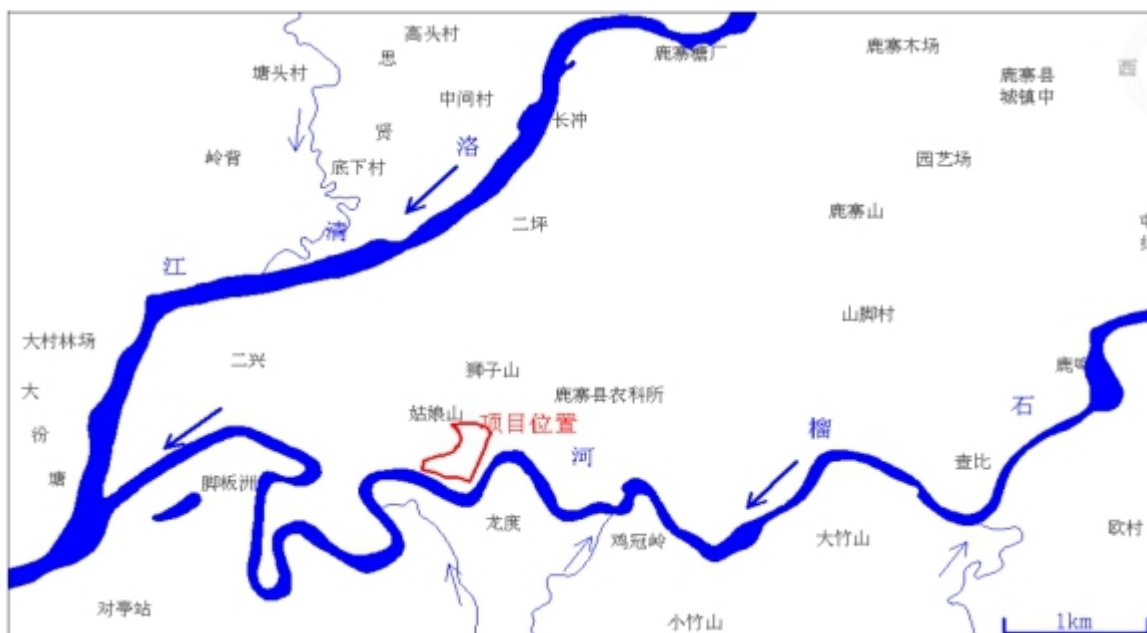 高头村
思
贤
塘头村
中间村
岭背
底下村
鹿寨糖厂
鹿寨木场
鹿寨县
城镇中
西
长冲
洛
清
江
园艺场
二坪
鹿寨山
山脚村
大村林场
大
汾
塘
二兴
狮子山
姑娘山
鹿寨县农科所
项目位置
石
榴
河
查比
脚板洲
龙度
鸡冠岭
大竹山
欧村
对亭站
小竹山
1km